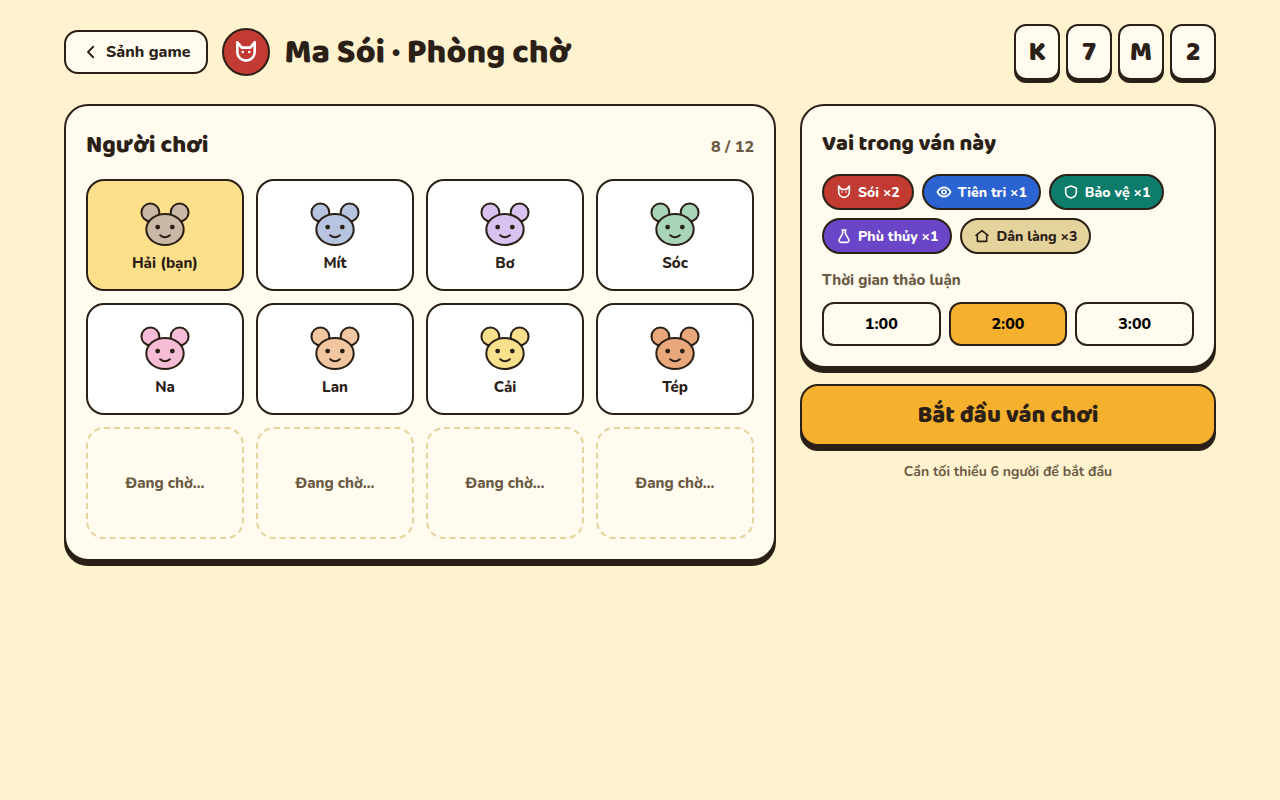 Sảnh game
Ma Sói • Phòng chờ
K 7 M 2
Người chơi
8 / 12
Hải (bạn)
Mít
Bơ
Sóc
Na
Lan
Cải
Tép
Đang chờ...
Đang chờ...
Đang chờ...
Đang chờ...
Vai trong ván này
Sói ×2
Tiên tri ×1
Bảo vệ ×1
Phù thủy ×1
Dân làng ×3
Thời gian thảo luận
1:00
2:00
3:00
Bắt đầu ván chơi
Cần tối thiểu 6 người để bắt đầu